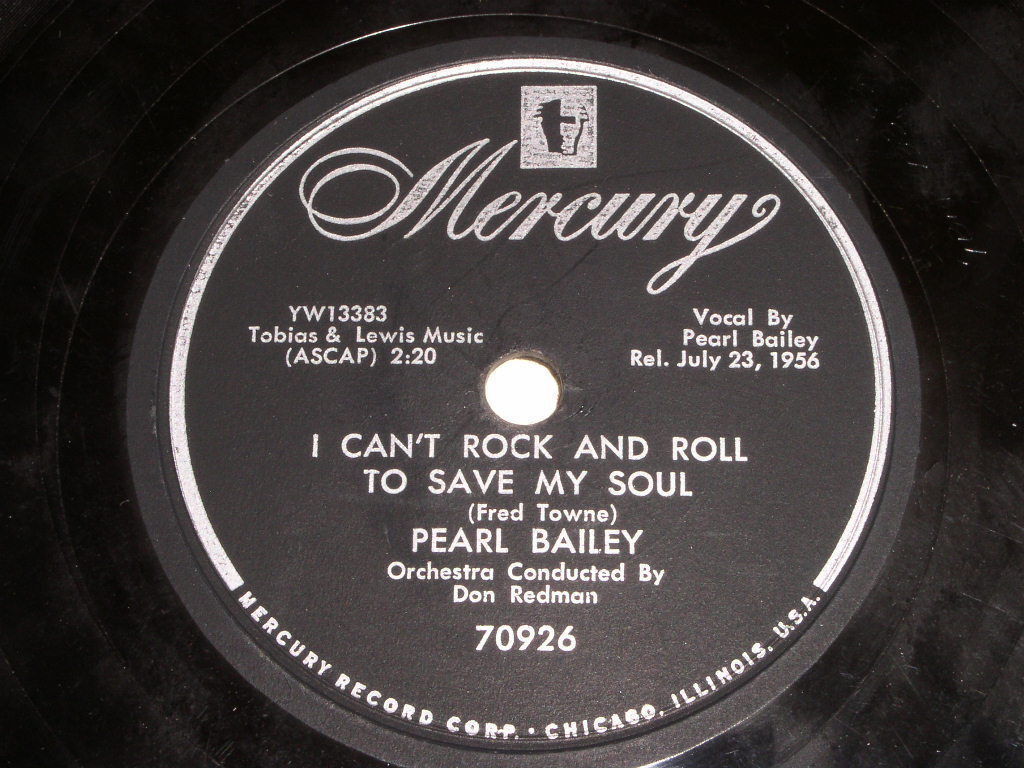 Mercury
YW13383
Tobias & Lewis Music
(ASCAP) 2:20
Vocal By
Pearl Bailey
Rel. July 23, 1956
I CAN'T ROCK AND ROLL
TO SAVE MY SOUL
(Fred Towne)
PEARL BAILEY
Orchestra Conducted By
Don Redman
70926
MERCURY RECORD CORP. · CHICAGO, ILLINOIS, U.S.A.